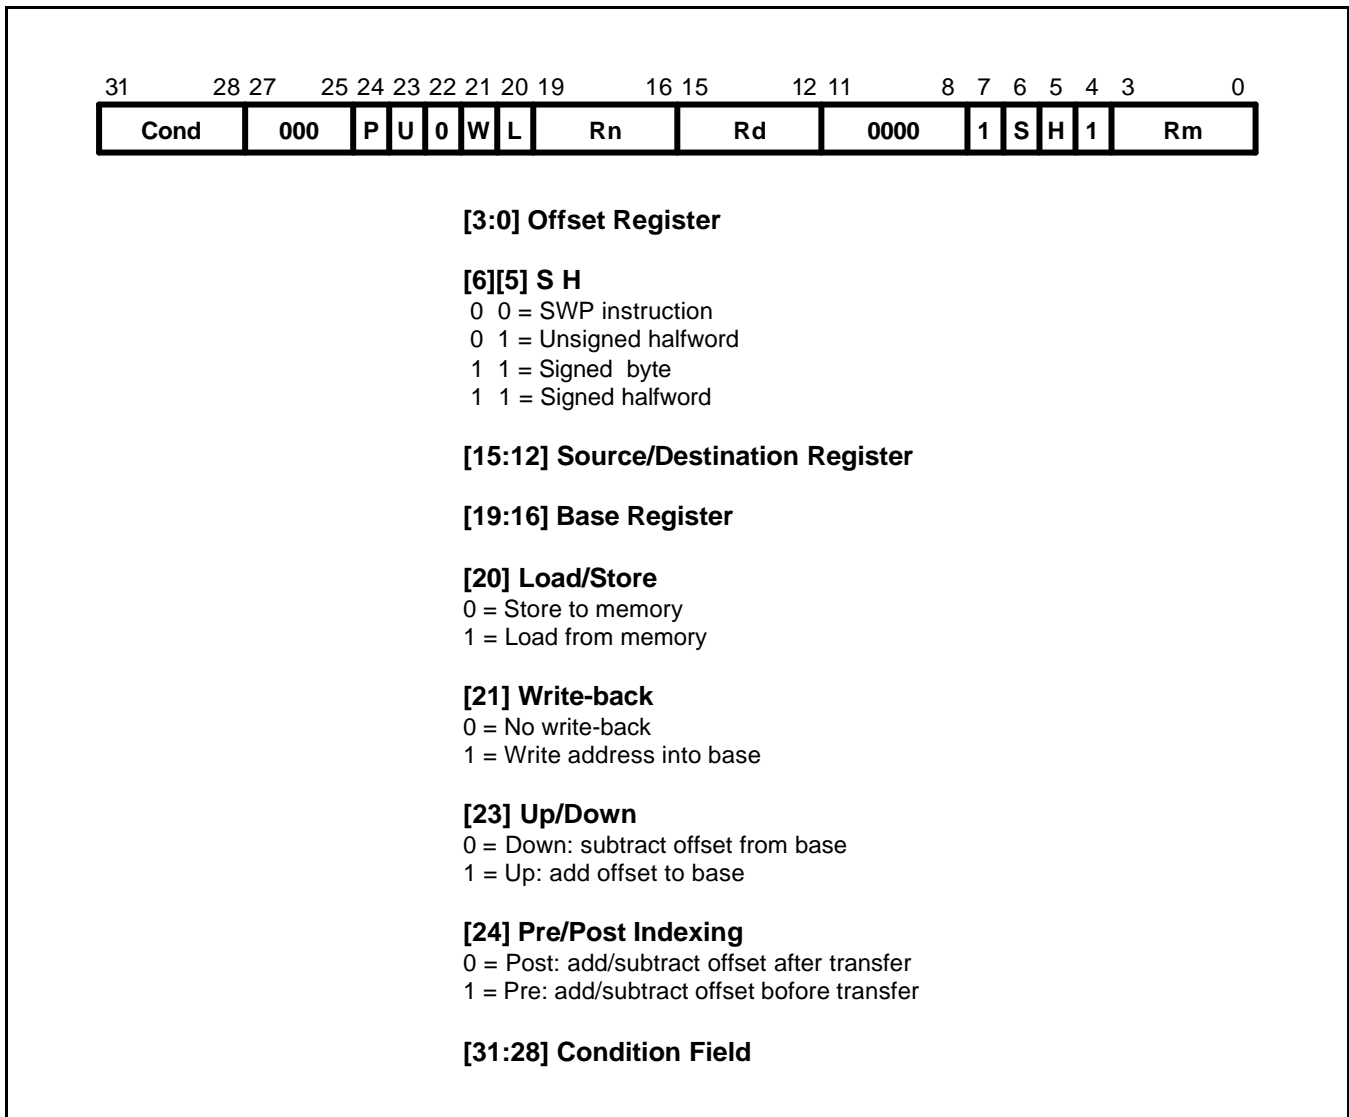 31 28 27 25 24 23 22 21 20 19 16 15 12 11 8 7 6 5 4 3 0
Cond 000 P U 0 W L Rn Rd 0000 1 S H 1 Rm
[3:0] Offset Register
[6][5] S H
0 0 = SWP instruction
0 1 = Unsigned halfword
1 1 = Signed byte
1 1 = Signed halfword
[15:12] Source/Destination Register
[19:16] Base Register
[20] Load/Store
0 = Store to memory
1 = Load from memory
[21] Write-back
0 = No write-back
1 = Write address into base
[23] Up/Down
0 = Down: subtract offset from base
1 = Up: add offset to base
[24] Pre/Post Indexing
0 = Post: add/subtract offset after transfer
1 = Pre: add/subtract offset bofore transfer
[31:28] Condition Field